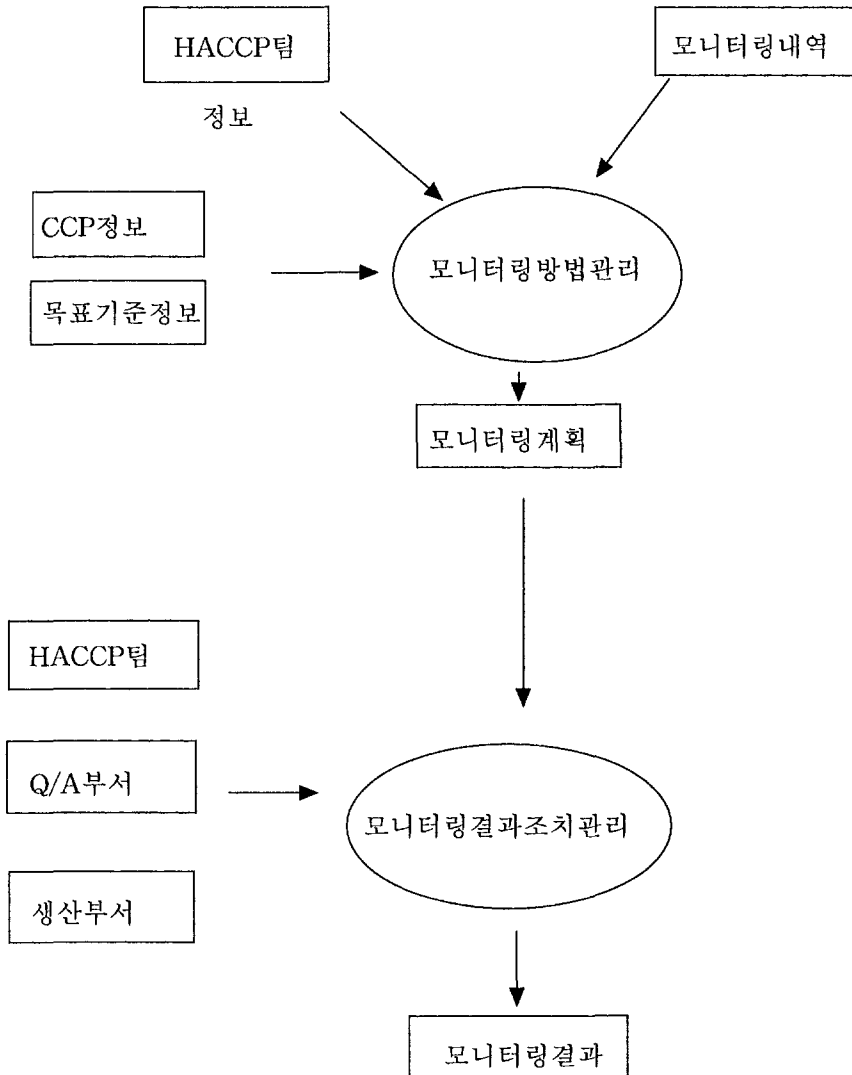 HACCP팀
모니터링내역
정보
CCP정보
모니터링방법관리
목표기준정보
모니터링계획
HACCP팀
Q/A부서
모니터링결과조치관리
생산부서
모니터링결과